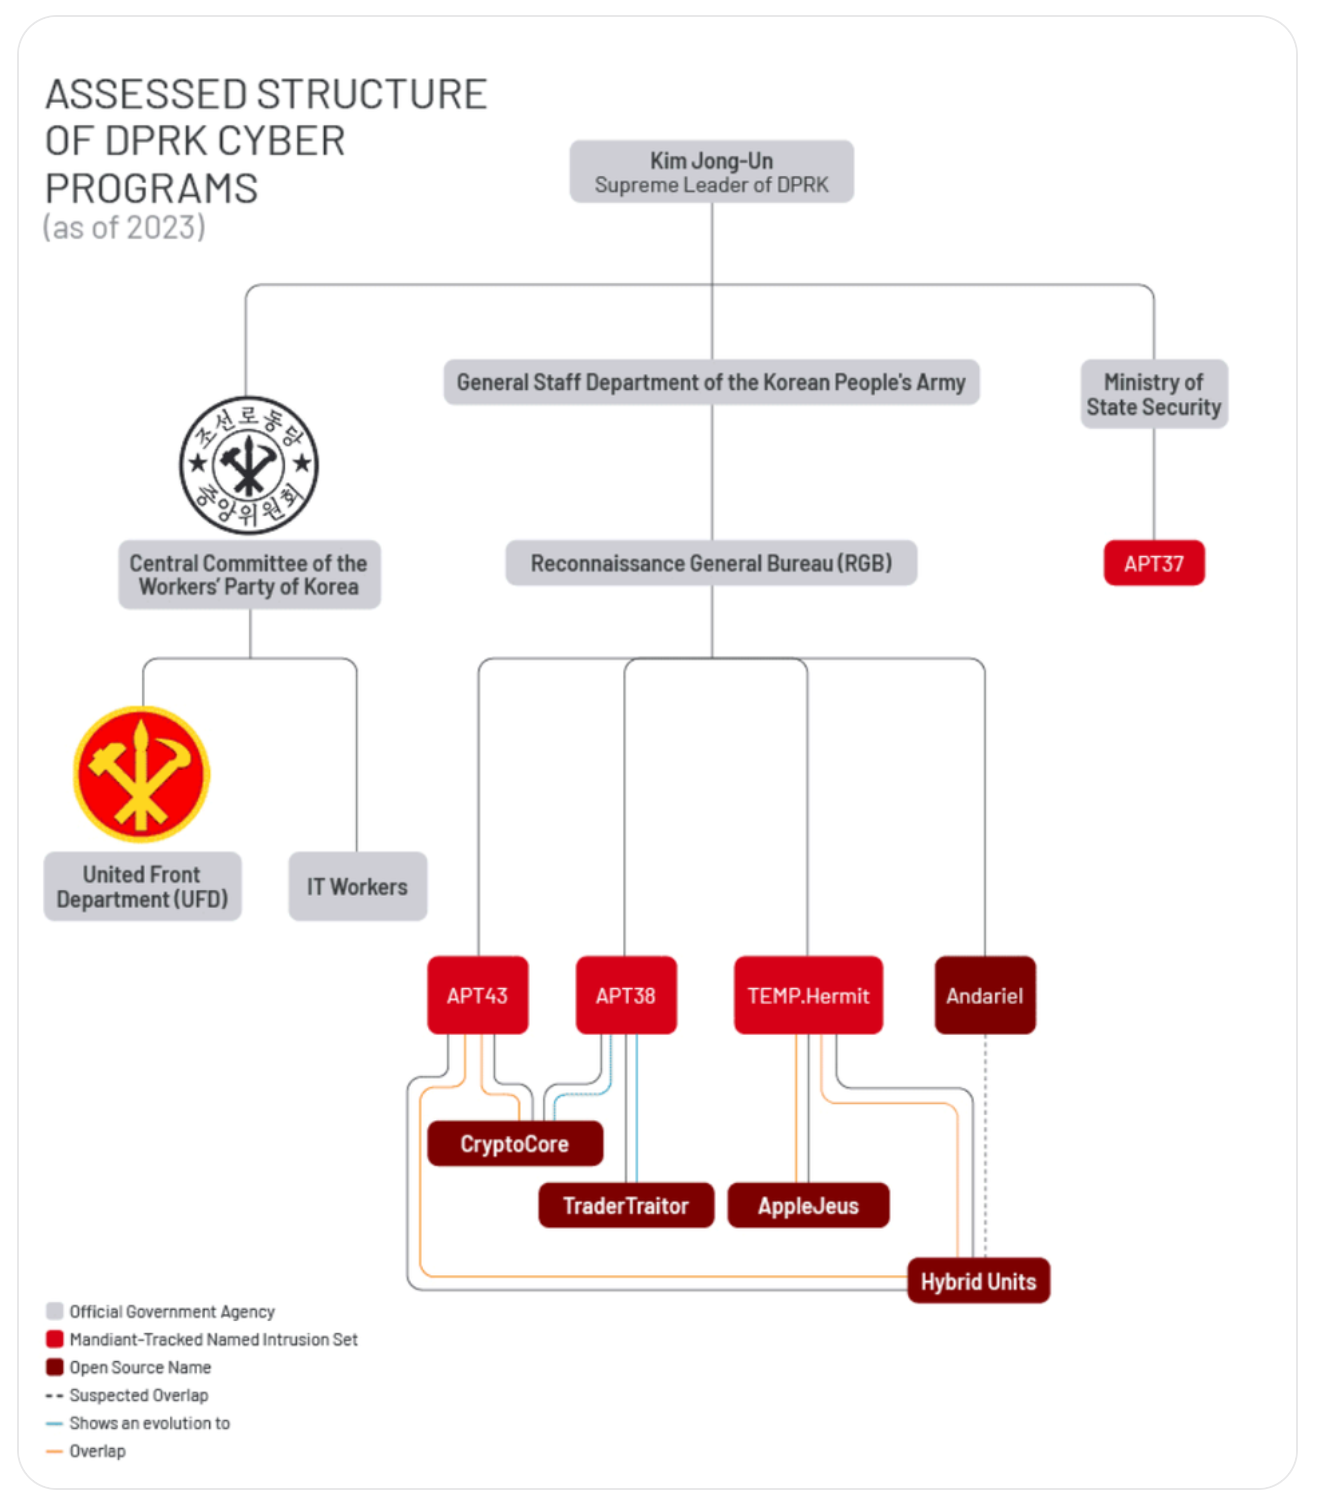 ASSESSED STRUCTURE
OF DPRK CYBER
PROGRAMS
(as of 2023)
Kim Jong-Un
Supreme Leader of DPRK
General Staff Department of the Korean People's Army
Ministry of
State Security
조선로동당
중앙위원회
Central Committee of the
Workers’ Party of Korea
Reconnaissance General Bureau (RGB)
APT37
United Front
Department (UFD)
IT Workers
APT43
APT38
TEMP.Hermit
Andariel
CryptoCore
TraderTraitor
AppleJeus
Hybrid Units
Official Government Agency
Mandiant-Tracked Named Intrusion Set
Open Source Name
Suspected Overlap
Shows an evolution to
Overlap